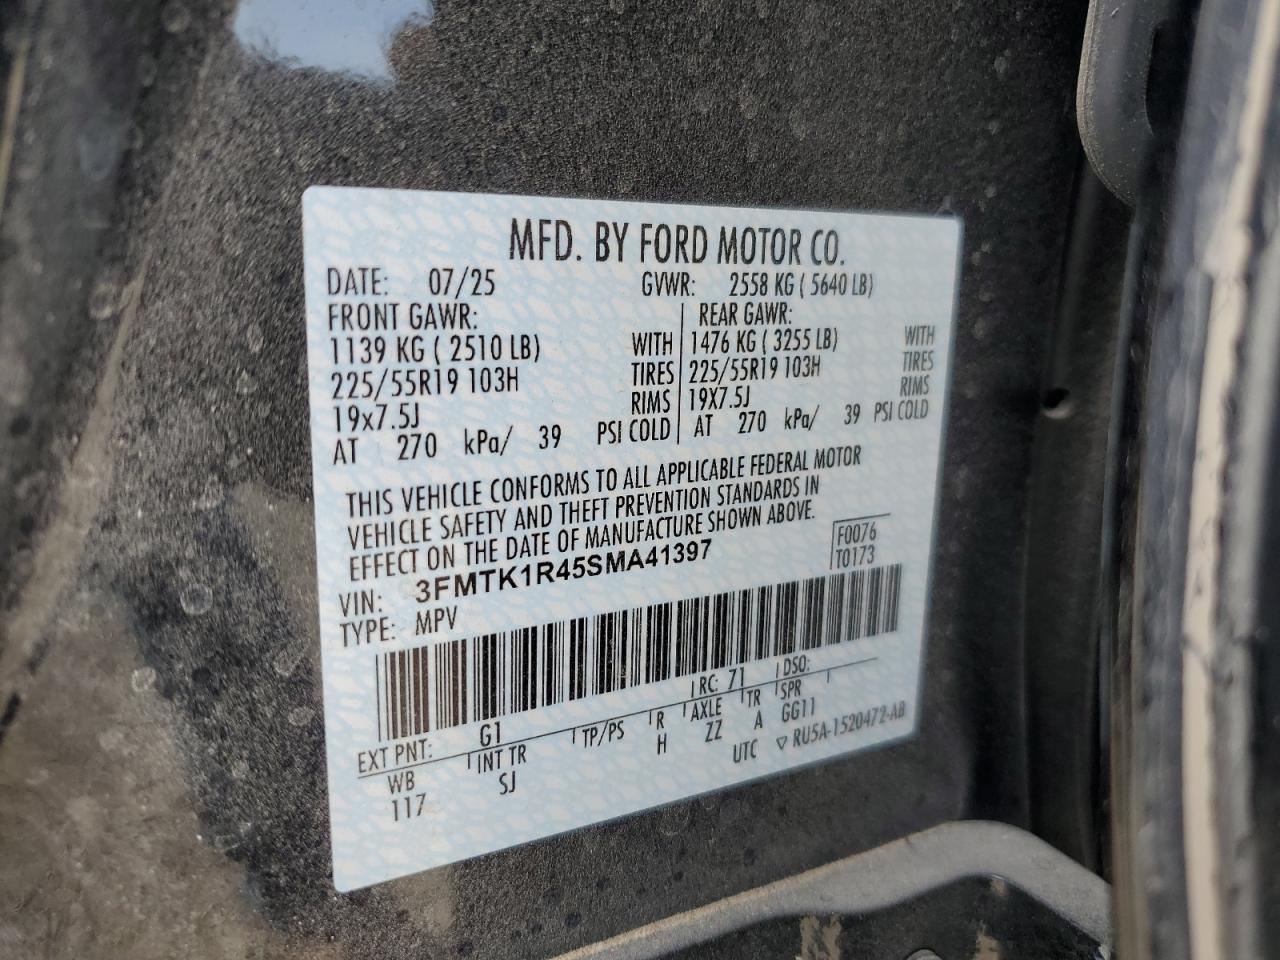 MFD. BY FORD MOTOR CO.
DATE: 07/25 GVWR: 2558 KG ( 5640 LB)
FRONT GAWR: REAR GAWR:
1139 KG ( 2510 LB) WITH 1476 KG ( 3255 LB) WITH
225/55R19 103H TIRES 225/55R19 103H TIRES
19x7.5J RIMS 19X7.5J RIMS
AT 270 kPa/ 39 PSI COLD AT 270 kPa/ 39 PSI COLD
THIS VEHICLE CONFORMS TO ALL APPLICABLE FEDERAL MOTOR
VEHICLE SAFETY AND THEFT PREVENTION STANDARDS IN
EFFECT ON THE DATE OF MANUFACTURE SHOWN ABOVE.
F0076
T0173
VIN: 3FMTK1R45SMA41397
TYPE: MPV
EXT PNT: G1 RC: 71 DSO:
WB INT TR TP/PS R AXLE TR SPR
117 SJ H ZZ A GG11
UTC ▽ RU5A-1520472-AB